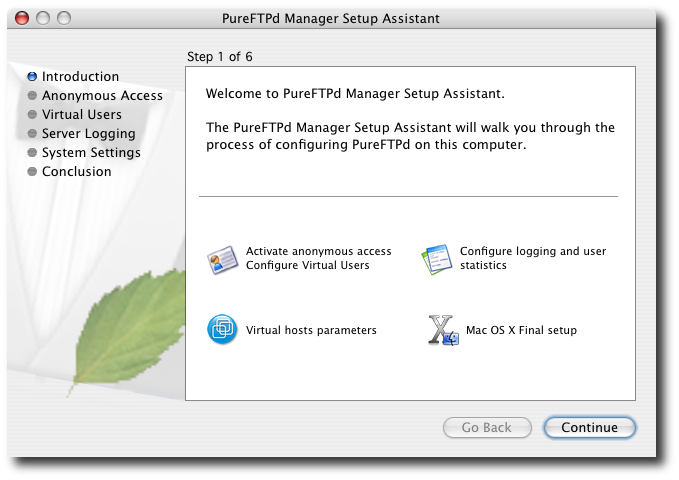 PureFTPd Manager Setup Assistant
Step 1 of 6
Introduction
Anonymous Access
Virtual Users
Server Logging
System Settings
Conclusion
Welcome to PureFTPd Manager Setup Assistant.
The PureFTPd Manager Setup Assistant will walk you through the
process of configuring PureFTPd on this computer.
Activate anonymous access
Configure Virtual Users
Configure logging and user
statistics
Virtual hosts parameters
Mac OS X Final setup
Go Back
Continue